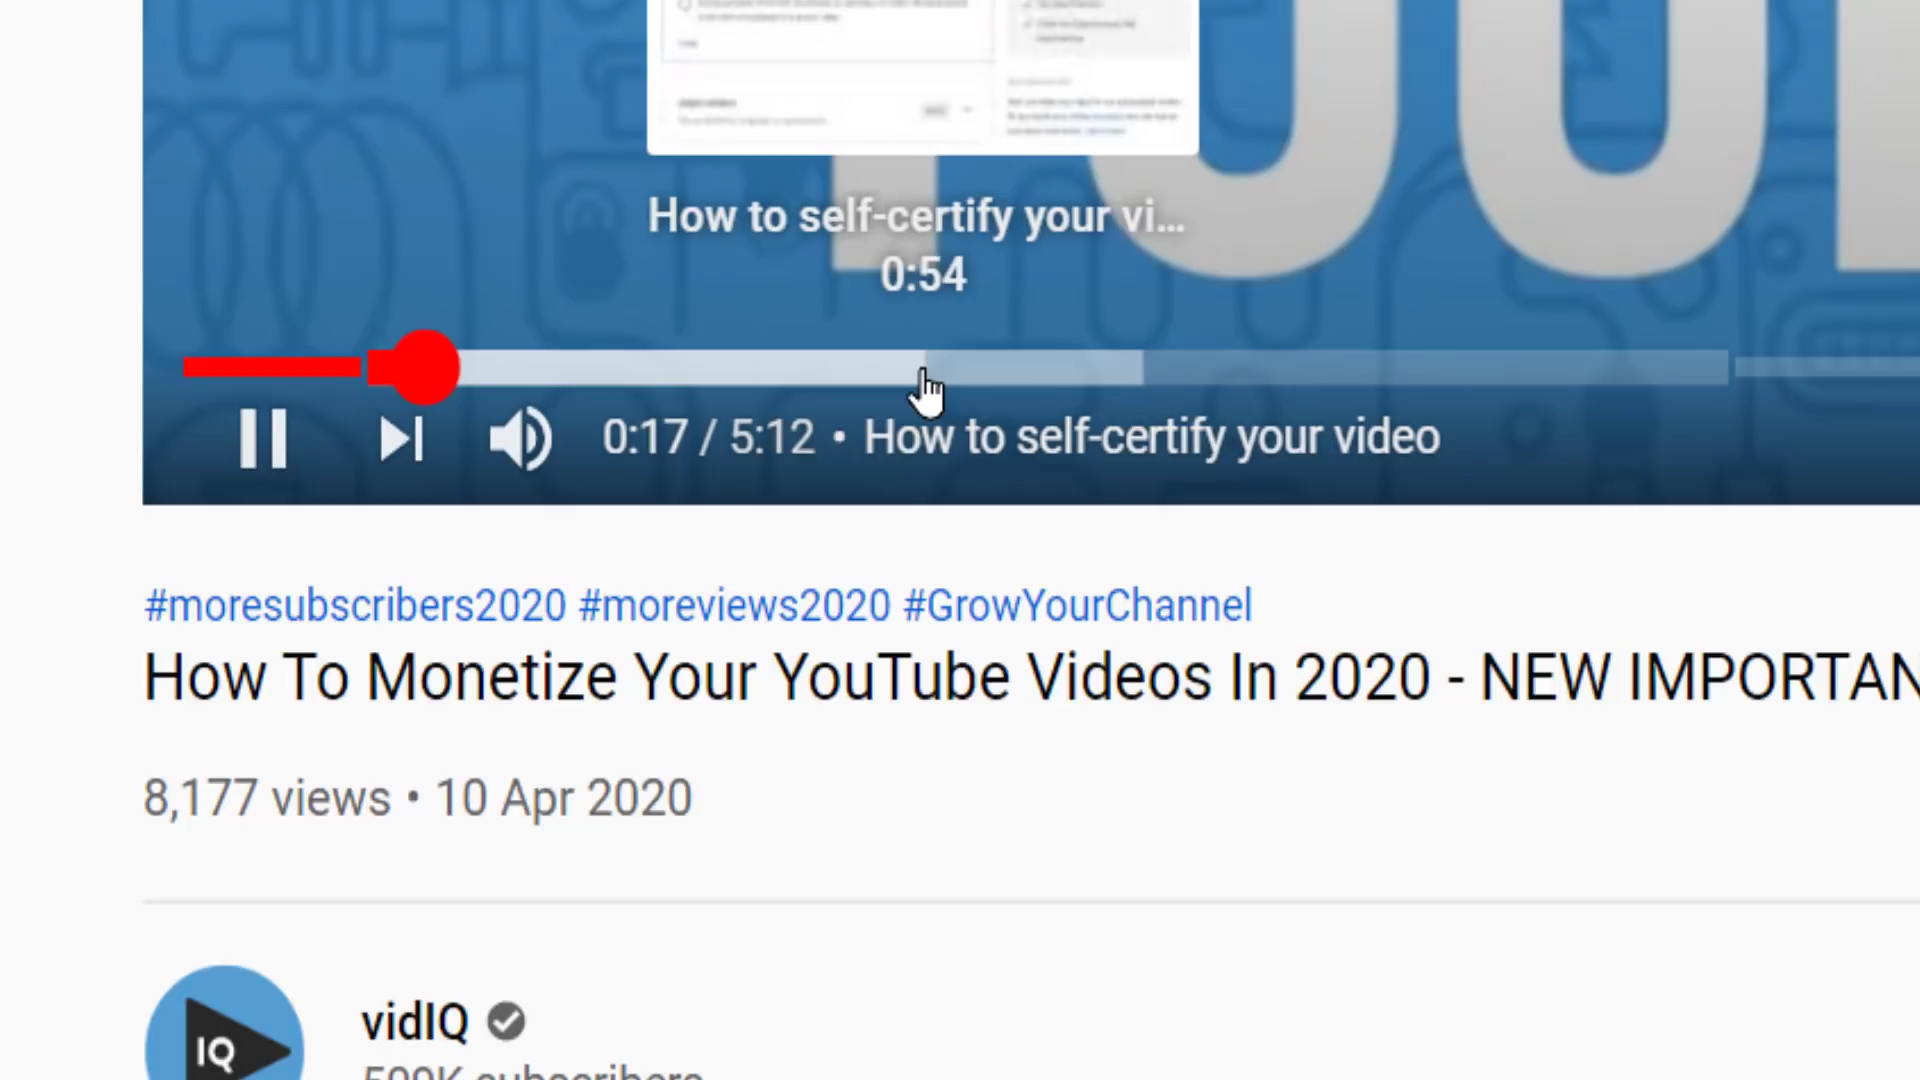 How to self-certify your vi...
0:54
0:17 / 5:12 • How to self-certify your video
#moresubscribers2020 #moreviews2020 #GrowYourChannel
How To Monetize Your YouTube Videos In 2020 - NEW IMPORTAN
8,177 views • 10 Apr 2020
vidIQ
IQ
subscribers